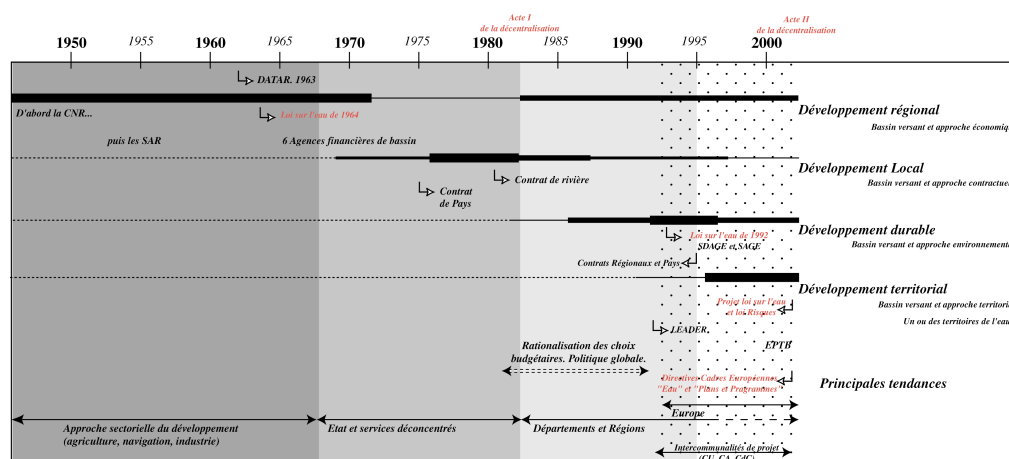 Acte I
de la décentralisation
Acte II
de la décentralisation
1950 1955 1960 1965 1970 1975 1980 1985 1990 1995 2000
DATAR. 1963
D'abord la CNR...
Loi sur l'eau de 1964
Développement régional
Bassin versant et approche économiq
puis les SAR
6 Agences financières de bassin
Développement Local
Bassin versant et approche contractue
Contrat de rivière
Contrat
de Pays
Développement durable
Bassin versant et approche environnement
Loi sur l'eau de 1992
SDAGE et SAGE
Contrats Régionaux et Pays
Développement territorial
Bassin versant et approche territori
Un ou des territoires de l'eau
Projet loi sur l'eau
et loi Risques
LEADER
EPTB
Rationalisation des choix
budgétaires. Politique globale.
Directives Cadres Européennes
"Eau" et "Plans et Programmes"
Principales tendances
Europe
Approche sectorielle du développement
(agriculture, navigation, industrie)
Etat et services déconcentrés
Départements et Régions
Intercommunalités de projet
(CU, CA, CdC)